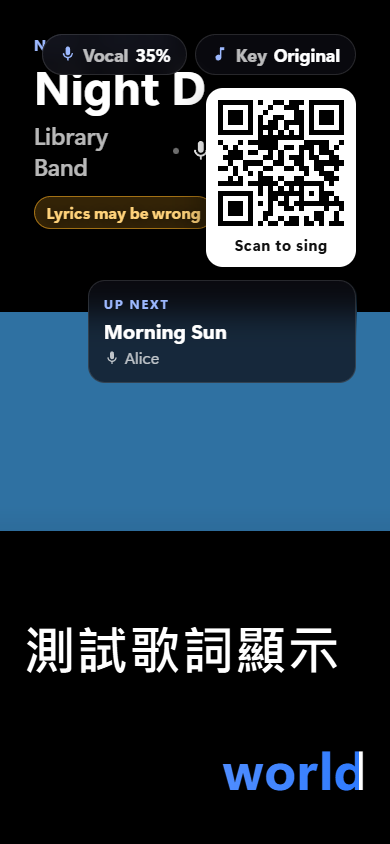 Vocal 35%
Key Original
Night D
Library
Band
Lyrics may be wrong
Scan to sing
UP NEXT
Morning Sun
Alice
測試歌詞顯示
world